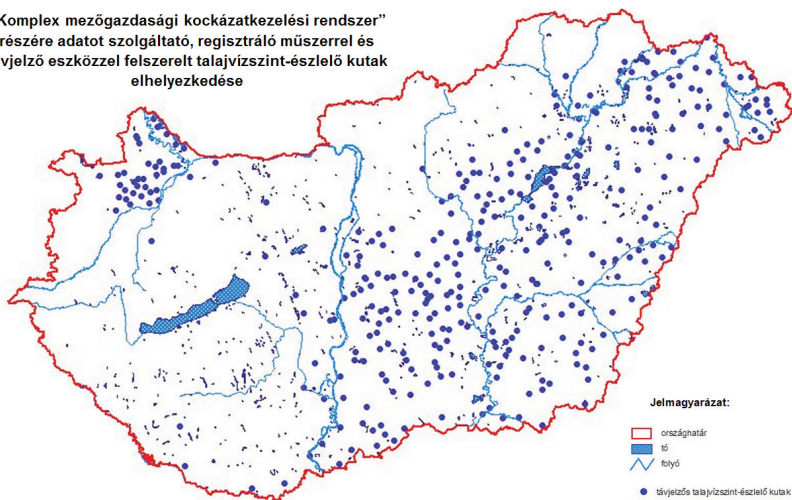 Komplex mezőgazdasági kockázatkezelési rendszer”
részére adatot szolgáltató, regisztráló műszerrel és
vjelző eszközzel felszerelt talajvízszint-észlelő kutak
elhelyezkedése
Jelmagyarázat:
országhatár
tó
folyó
távjelzős talajvízszint-észlelő kutak